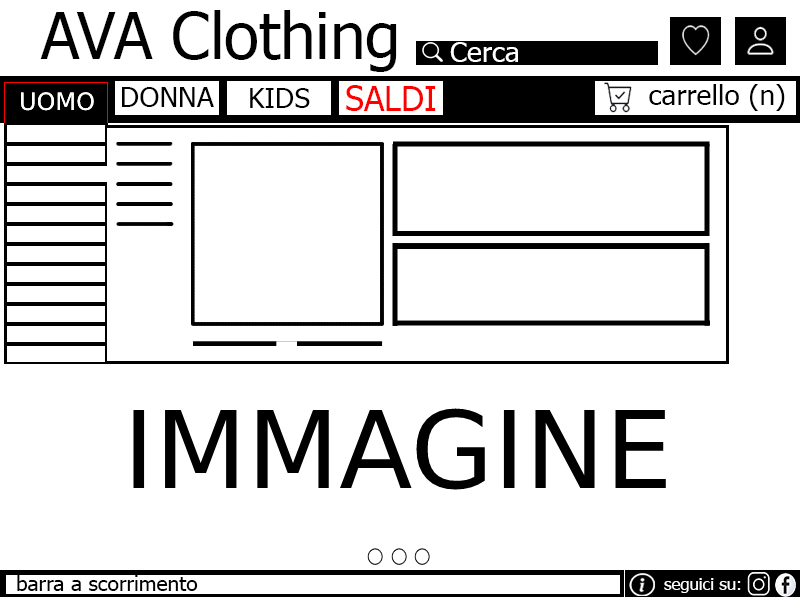 AVA Clothing
Cerca
UOMO
DONNA
KIDS
SALDI
carrello (n)
IMMAGINE
barra a scorrimento
seguici su: